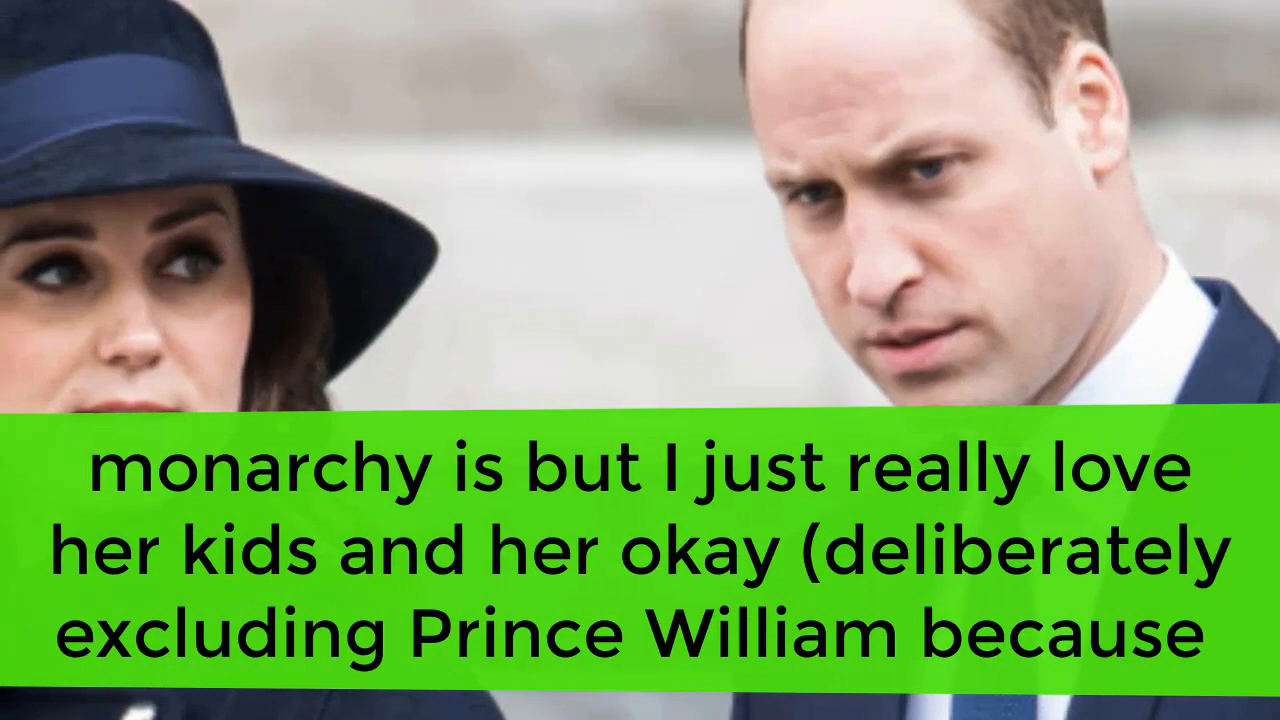 monarchy is but I just really love
her kids and her okay (deliberately
excluding Prince William because